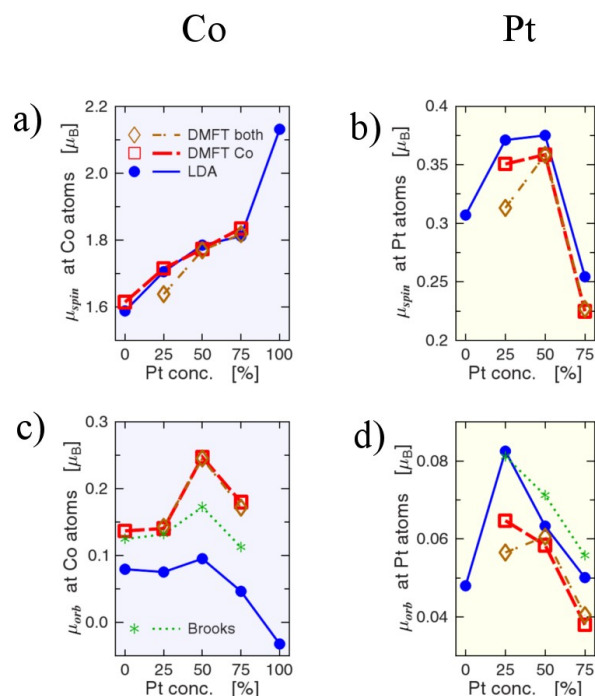 Co
Pt
a)
μspin at Co atoms [μB]
2.2
2.0
1.8
1.6
DMFT both
DMFT Co
LDA
0 25 50 75 100
Pt conc. [%]
b)
μspin at Pt atoms [μB]
0.4
0.35
0.3
0.25
0.2
0 25 50 75
Pt conc. [%]
c)
μorb at Co atoms [μB]
0.3
0.2
0.1
0.0
Brooks
0 25 50 75 100
Pt conc. [%]
d)
μorb at Pt atoms [μB]
0.08
0.06
0.04
0 25 50 75
Pt conc. [%]